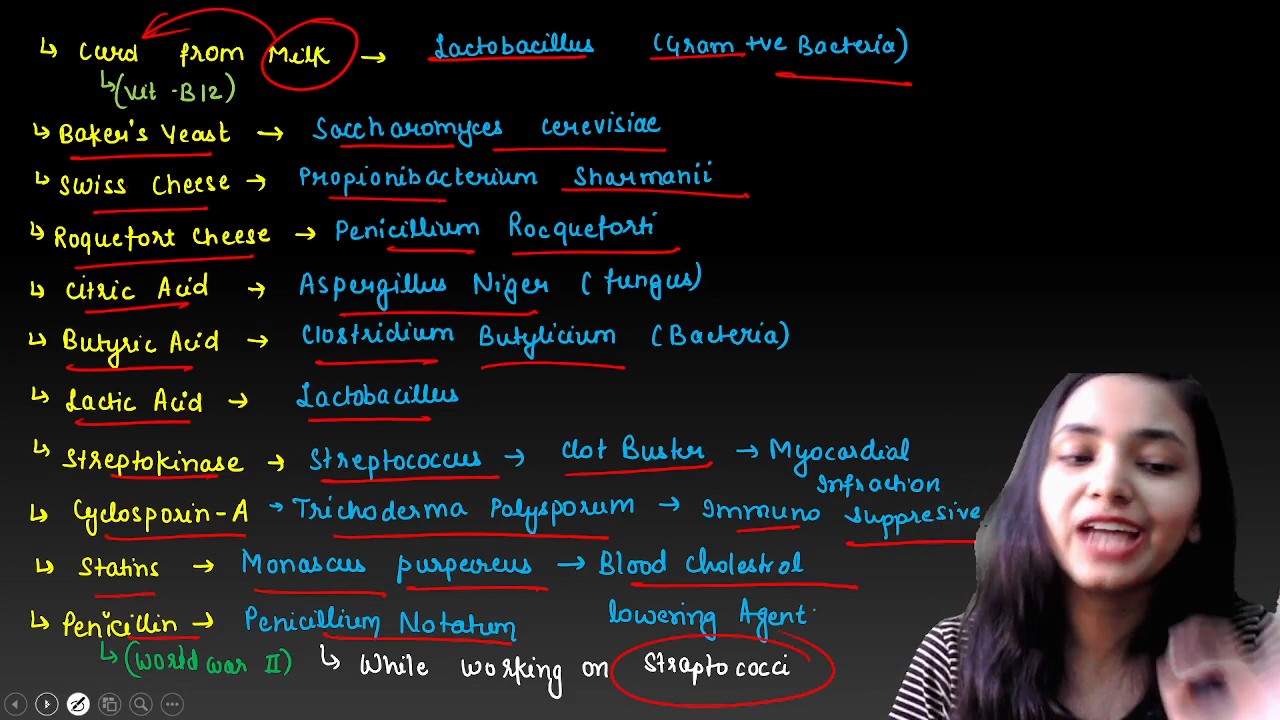 ↳ Curd from Milk → Lactobacillus (Gram +ve Bacteria)
↳ (Vit -B12)
↳ Baker's Yeast → Saccharomyces cerevisiae
↳ Swiss Cheese → Propionibacterium Sharmanii
↳ Roquefort Cheese → Penicillium Rocqueforti
↳ Citric Acid → Aspergillus Niger (fungus)
↳ Butyric Acid → Clostridium Butylicium (Bacteria)
↳ Lactic Acid → Lactobacillus
↳ Streptokinase → Streptococcus → Clot Buster → Myocardial
Infraction
↳ Cyclosporin-A → Trichoderma Polysporum → Immuno Suppresive
↳ Statins → Monascus purpereus → Blood Cholestrol
↳ Penicillin → Penicillium Notatum lowering Agent
↳ (World war II) ↳ While working on Straptococci